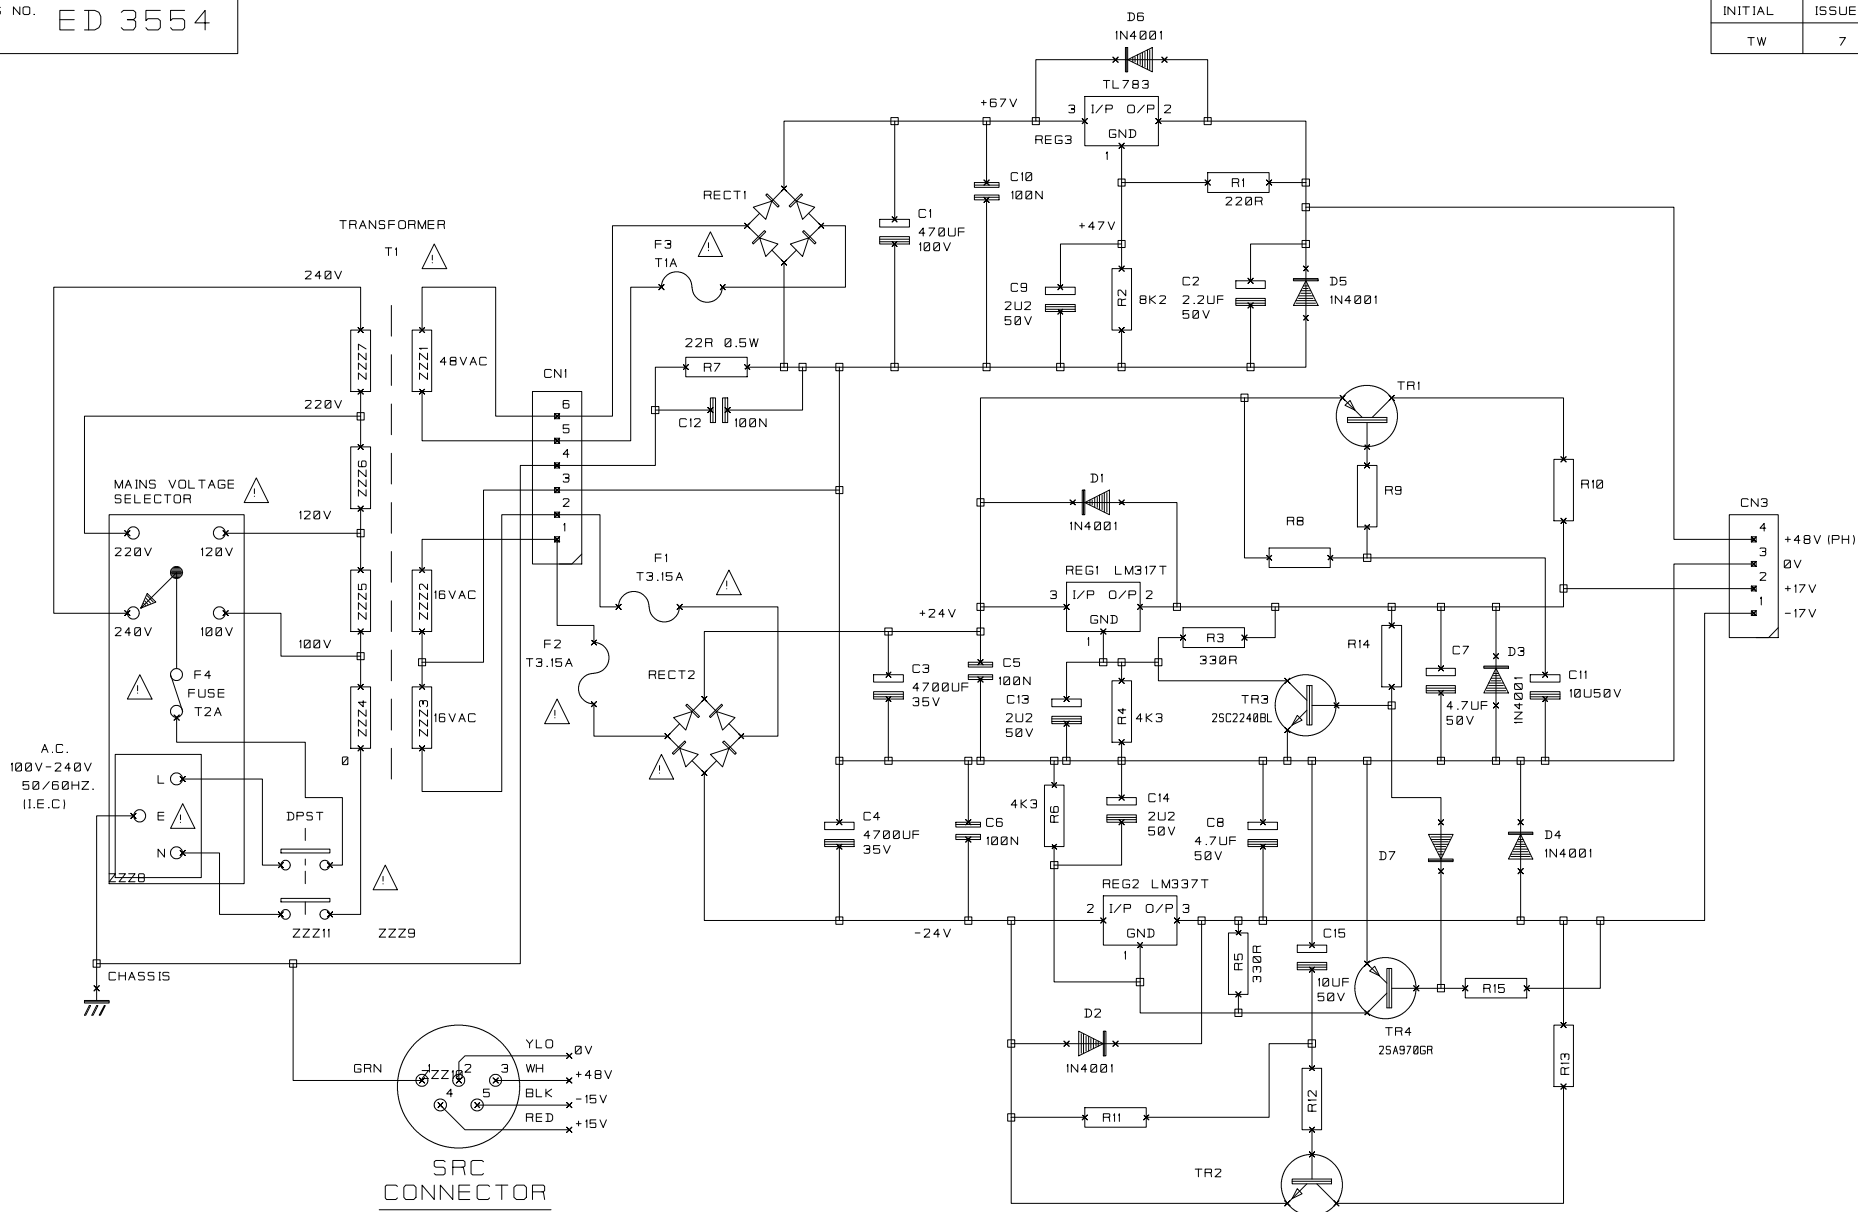 NO.
ED 3554
INITIAL
ISSUE
TW
7
D6
1N4001
TL783
+67V
3
I/P O/P
2
GND
REG3
1
C10
100N
R1
220R
RECT1
C1
470UF
100V
+47V
TRANSFORMER
T1
F3
T1A
240V
C9
2U2
50V
R2
8K2
C2
2.2UF
50V
D5
1N4001
ZZZ7
ZZZ1
48VAC
22R 0.5W
R7
CN1
TR1
220V
6
5
4
3
2
1
C12
100N
ZZZ6
MAINS VOLTAGE
SELECTOR
120V
D1
1N4001
R9
R10
CN3
R8
4
3
2
1
+48V (PH)
0V
+17V
-17V
220V
120V
F1
T3.15A
REG1 LM317T
3
I/P O/P
2
GND
1
+24V
ZZZ5
ZZZ2
16VAC
240V
100V
100V
F2
T3.15A
R3
330R
R14
C7
4.7UF
50V
D3
1N4001
C11
10U50V
F4
FUSE
T2A
RECT2
C3
4700UF
35V
C5
100N
C13
2U2
50V
R4
4K3
TR3
2SC2240BL
ZZZ4
ZZZ3
16VAC
0
A.C.
100V-240V
50/60HZ.
(I.E.C)
L
E
N
DPST
C4
4700UF
35V
C6
100N
4K3
R6
C14
2U2
50V
C8
4.7UF
50V
D7
D4
1N4001
ZZZ8
REG2 LM337T
2
I/P O/P
3
GND
1
ZZZ11
ZZZ9
-24V
R5
330R
C15
10UF
50V
R15
CHASSIS
TR4
2SA970GR
D2
1N4001
R13
GRN
1
2
3
4
5
ZZZ10
YLO
0V
WH
+48V
BLK
-15V
RED
+15V
R11
R12
TR2
SRC
CONNECTOR